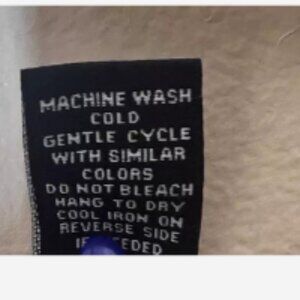 MACHINE WASH
COLD
GENTLE CYCLE
WITH SIMILAR
COLORS
DO NOT BLEACH
HANG TO DRY
COOL IRON ON
REVERSE SIDE